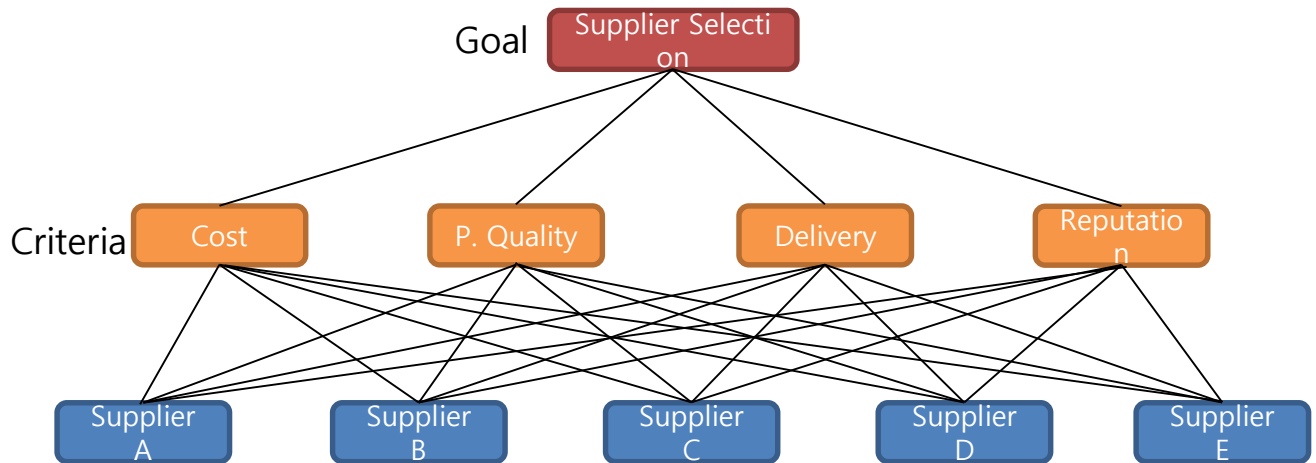 Goal
Supplier Selecti
on
Criteria
Cost
P. Quality
Delivery
Reputatio
n
Supplier
A
Supplier
B
Supplier
C
Supplier
D
Supplier
E